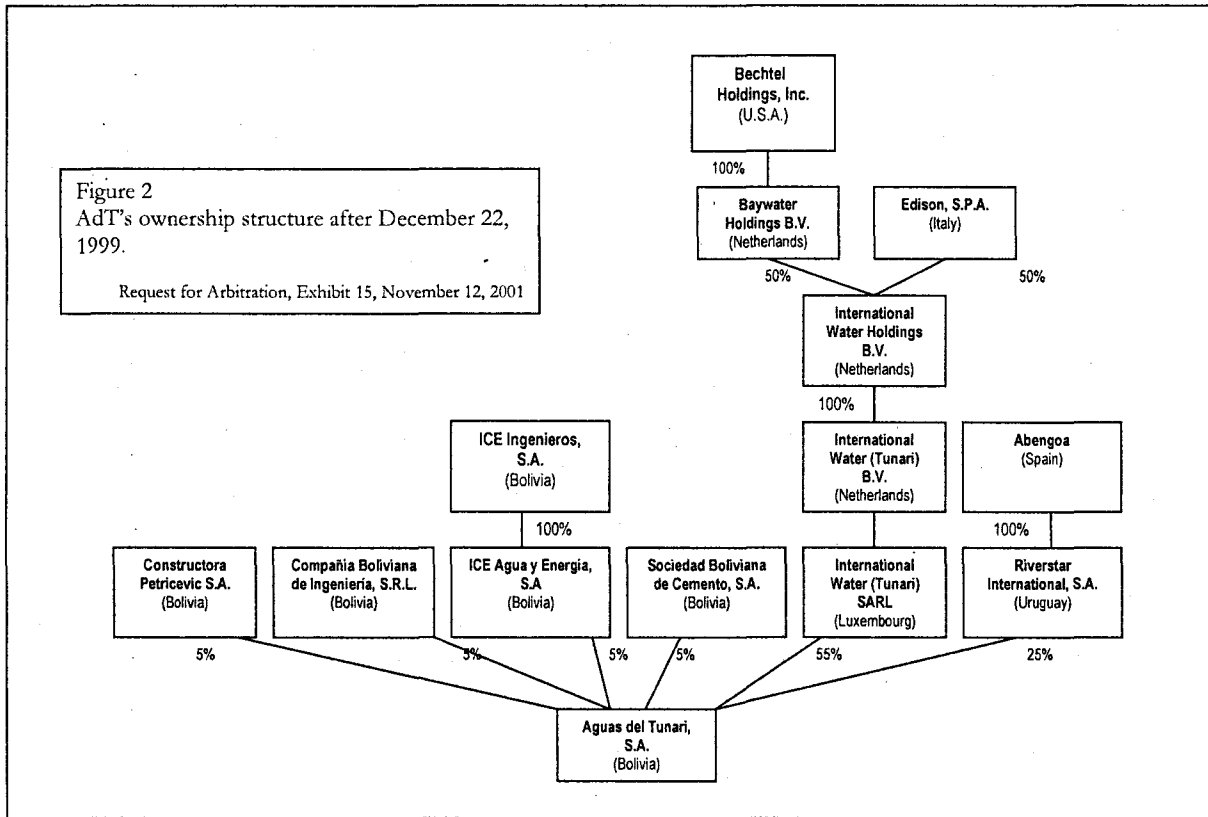 Bechtel
Holdings, Inc.
(U.S.A.)
100%
Figure 2
AdT's ownership structure after December 22,
1999.
Request for Arbitration, Exhibit 15, November 12, 2001
Baywater
Holdings B.V.
(Netherlands)
Edison, S.P.A.
(Italy)
50%
50%
International
Water Holdings
B.V.
(Netherlands)
100%
ICE Ingenieros,
S.A.
(Bolivia)
International
Water (Tunari)
B.V.
(Netherlands)
Abengoa
(Spain)
100%
100%
Constructora
Petricevic S.A.
(Bolivia)
Compañia Boliviana
de Ingeniería, S.R.L.
(Bolivia)
ICE Agua y Energia,
S.A
(Bolivia)
Sociedad Boliviana
de Cemento, S.A.
(Bolivia)
International
Water (Tunari)
SARL
(Luxembourg)
Riverstar
International, S.A.
(Uruguay)
5%
5%
5%
5%
55%
25%
Aguas del Tunari,
S.A.
(Bolivia)